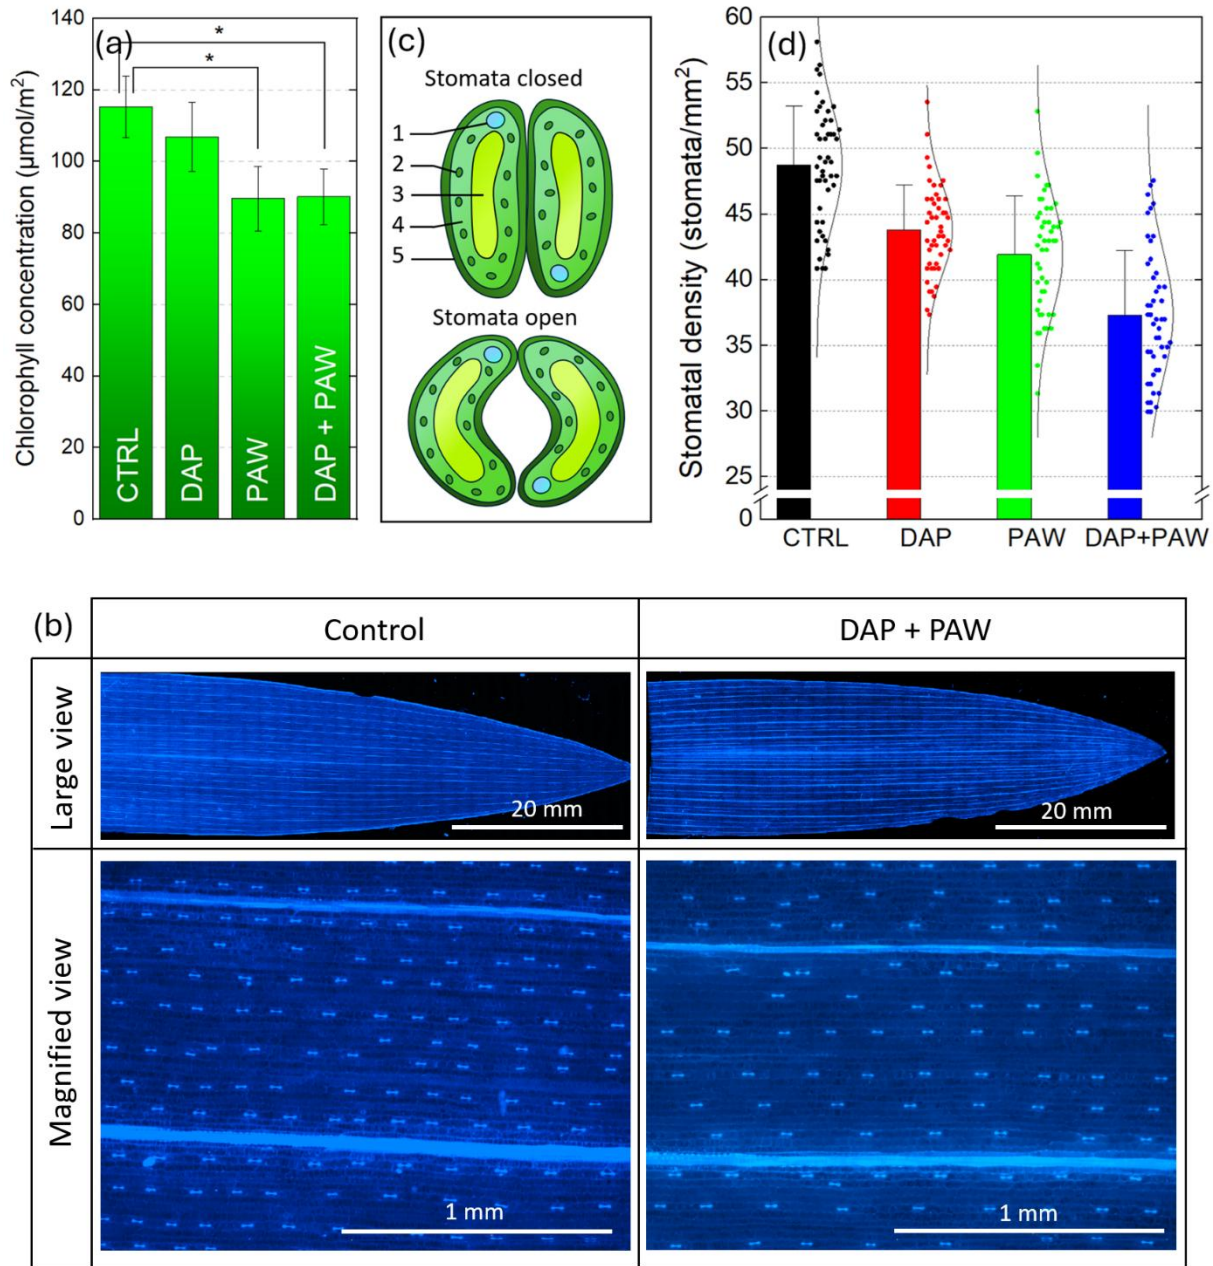 (a)
Chlorophyll concentration (µmol/m²)
140
120
100
80
60
40
20
0
*
*
CTRL
DAP
PAW
DAP + PAW
(c)
Stomata closed
1
2
3
4
5
Stomata open
(d)
Stomatal density (stomata/mm²)
60
55
50
45
40
35
30
25
0
CTRL
DAP
PAW
DAP+PAW
(b)
Control
DAP + PAW
Large view
20 mm
20 mm
Magnified view
1 mm
1 mm